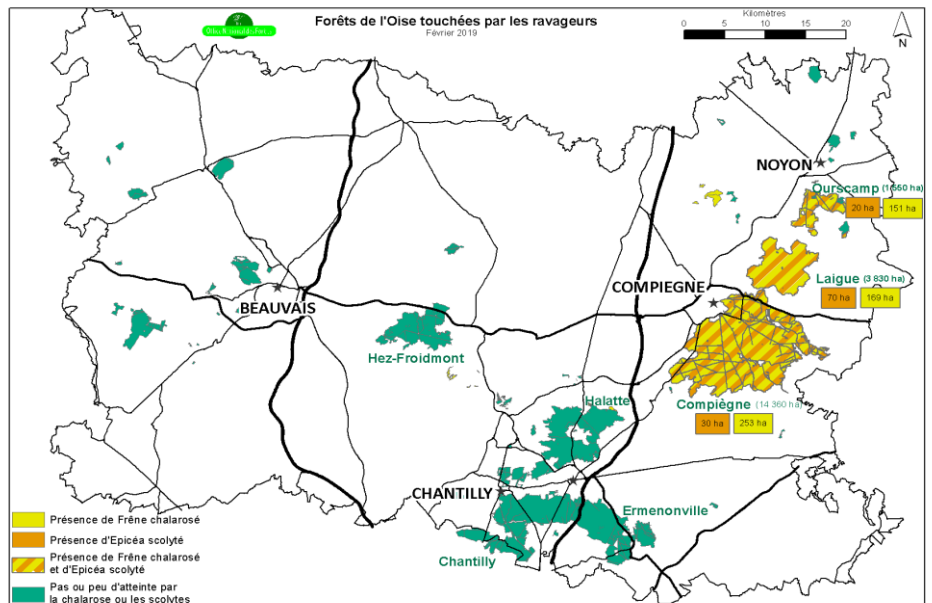 Forêts de l'Oise touchées par les ravageurs
Février 2019
Kilomètres
0 5 10 20
N
NOYON
Ourscamp (1 550 ha)
20 ha 151 ha
Laigue (3 830 ha)
70 ha 169 ha
COMPIEGNE
BEAUVAIS
Hez-Froidmont
Compiègne (14 360 ha)
30 ha 253 ha
Halatte
CHANTILLY
Ermenonville
Chantilly
Présence de Frêne chalarosé
Présence d'Epicéa scolyté
Présence de Frêne chalarosé
et d'Epicéa scolyté
Pas ou peu d'atteinte par
la chalarose ou les scolytes